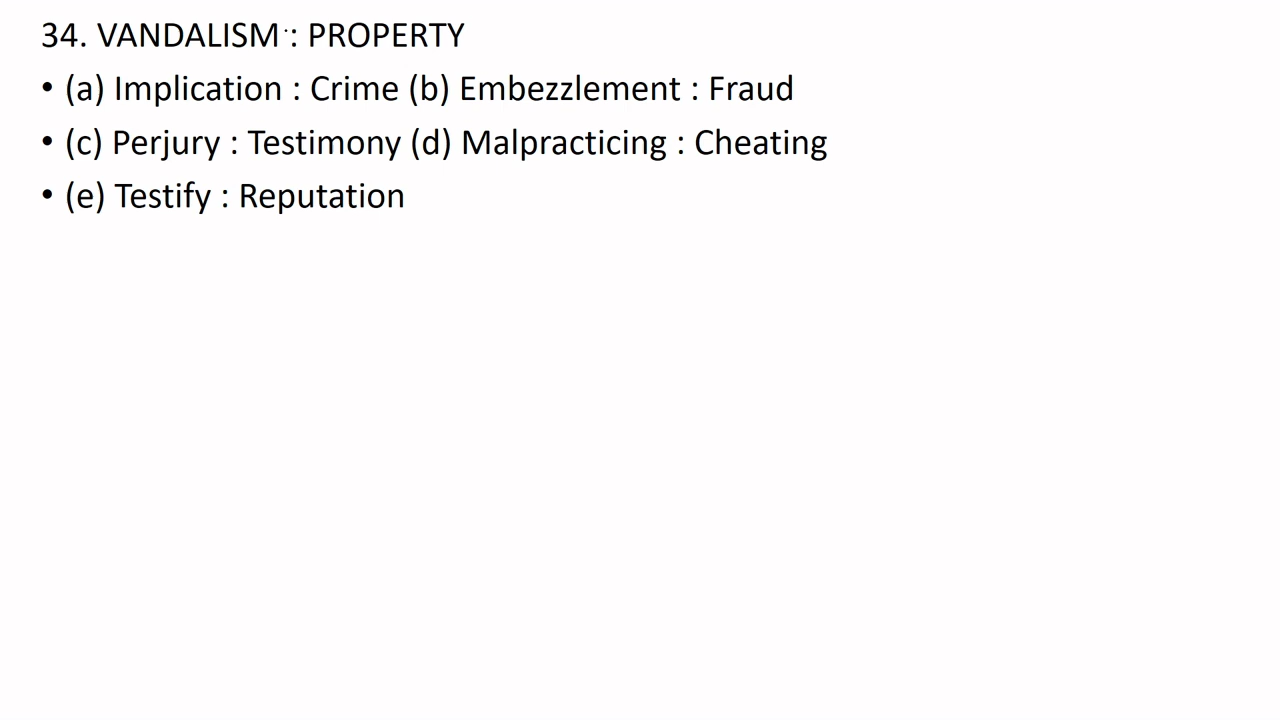 34. VANDALISM : PROPERTY
• (a) Implication : Crime (b) Embezzlement : Fraud
• (c) Perjury : Testimony (d) Malpracticing : Cheating
• (e) Testify : Reputation